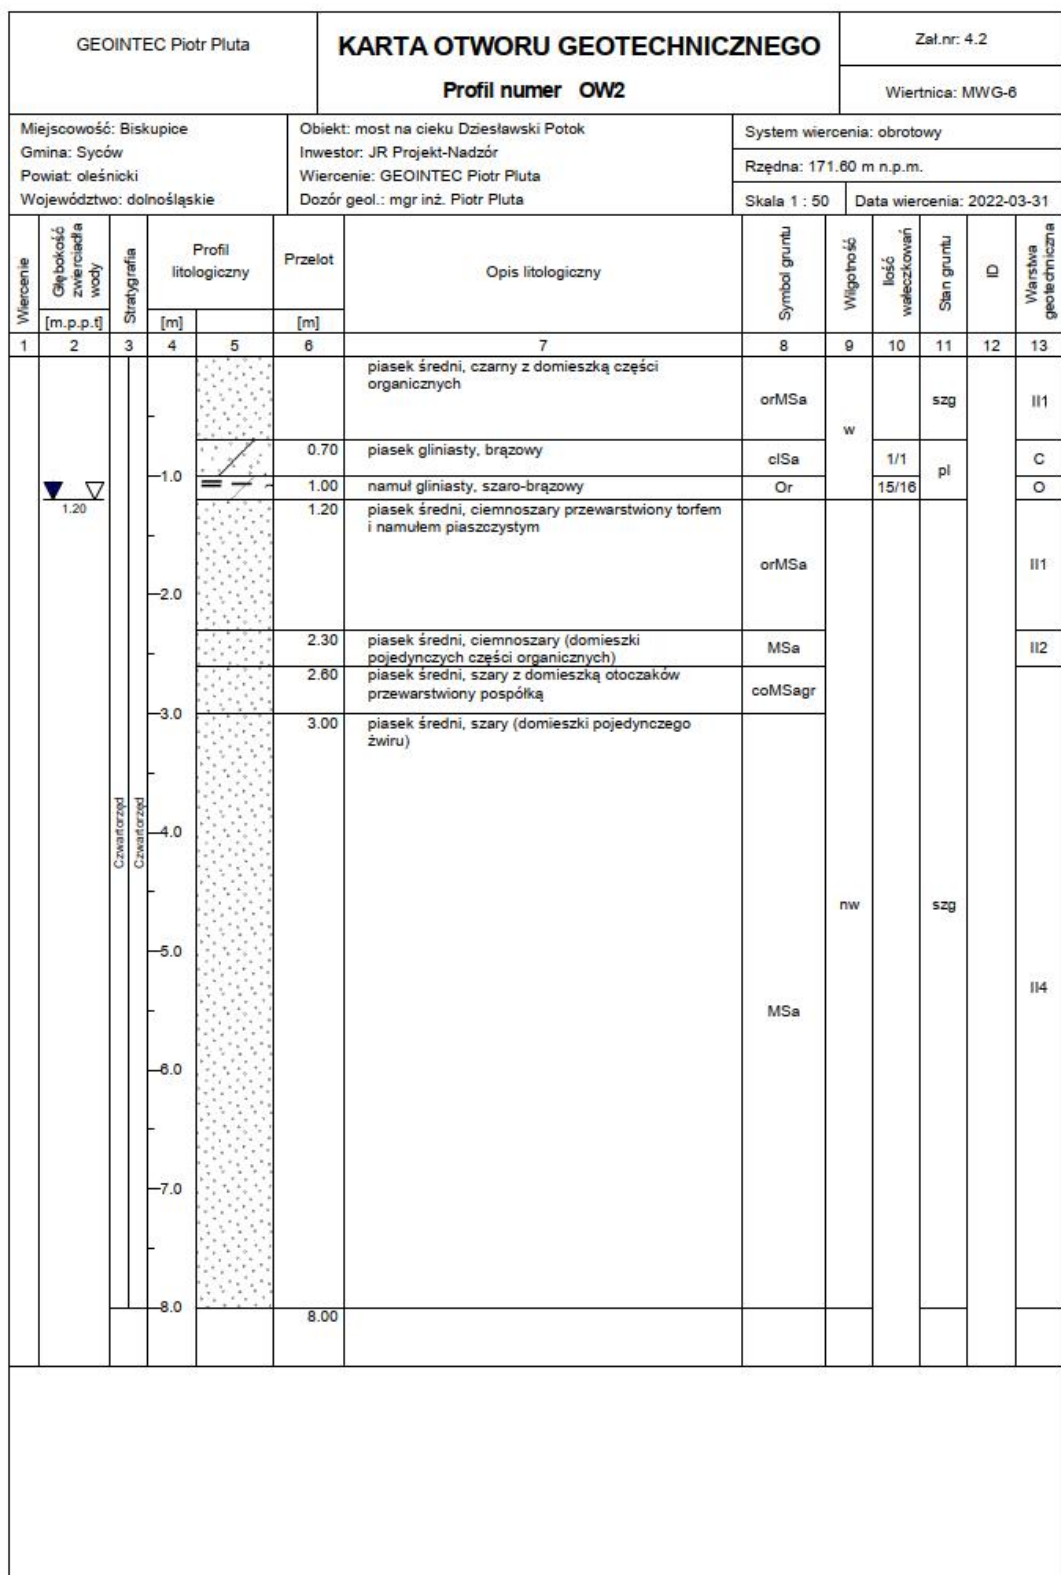 GEOINTEC Piotr Pluta
KARTA OTWORU GEOTECHNICZNEGO
Profil numer OW2
Zał.nr: 4.2
Wiertnica: MWG-6
Miejscowość: Biskupice
Gmina: Syców
Powiat: oleśnicki
Województwo: dolnośląskie
Obiekt: most na cieku Dziesławski Potok
Inwestor: JR Projekt-Nadzór
Wiercenie: GEOINTEC Piotr Pluta
Dozór geol.: mgr inż. Piotr Pluta
System wiercenia: obrotowy
Rzędna: 171.60 m n.p.m.
Skala 1 : 50 Data wiercenia: 2022-03-31
Wiercenie
Głębokość zwierciadła wody
[m.p.p.t]
Stratygrafia
Profil litologiczny
[m]
Przelot
[m]
Opis litologiczny
Symbol gruntu
Wilgotność
Ilość wałeczkowań
Stan gruntu
ID
Warstwa geotechniczna
1 2 3 4 5 6 7 8 9 10 11 12 13
piasek średni, czarny z domieszką części
organicznych
orMSa
w
szg
II1
0.70 piasek gliniasty, brązowy
clSa 1/1
pl
C
1.0
1.00 namuł gliniasty, szaro-brązowy Or 15/16 O
1.20
1.20 piasek średni, ciemnoszary przewarstwiony torfem
i namułem piaszczystym
orMSa II1
2.0
2.30 piasek średni, ciemnoszary (domieszki
pojedynczych części organicznych)
MSa II2
2.60 piasek średni, szary z domieszką otoczaków
przewarstwiony pospółką
coMSagr
3.0
3.00 piasek średni, szary (domieszki pojedynczego
żwiru)
Czwartorzęd
Czwartorzęd
4.0
nw szg
5.0
II4
MSa
6.0
7.0
8.0
8.00